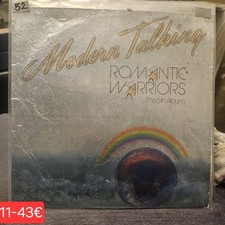 52
Modern Talking
ROMANTIC
WARRIORS
The 5th Album
11-43€